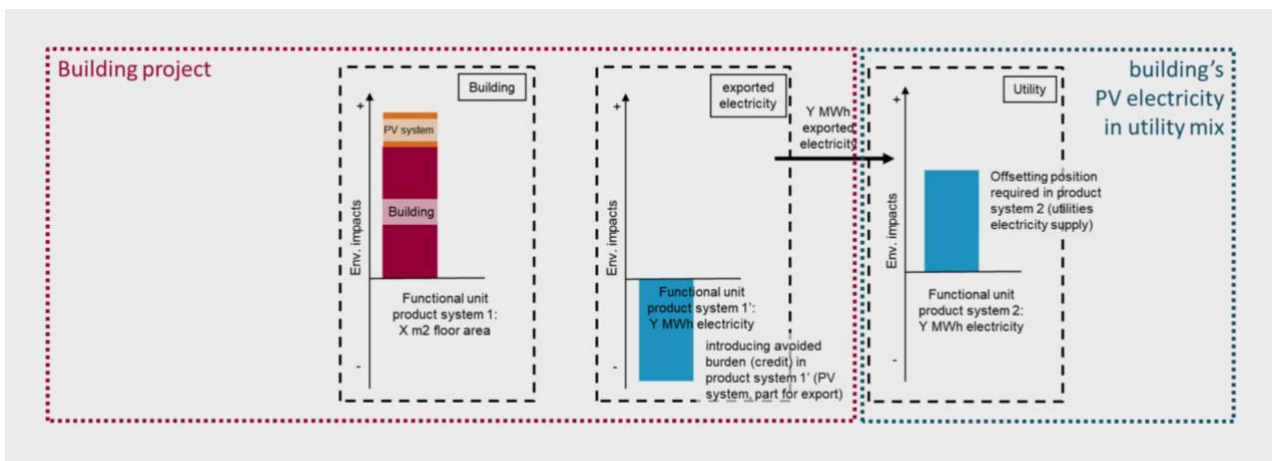 Building project
Building
+
PV system
Building
Env. impacts
Functional unit
product system 1:
X m2 floor area
-
exported
electricity
+
Env. impacts
Functional unit
product system 1':
Y MWh electricity
introducing avoided
burden (credit) in
product system 1' (PV
system, part for export)
-
Y MWh
exported
electricity
building's
PV electricity
in utility mix
Utility
+
Env. impacts
Offsetting position
required in product
system 2 (utilities
electricity supply)
Functional unit
product system 2:
Y MWh electricity
-